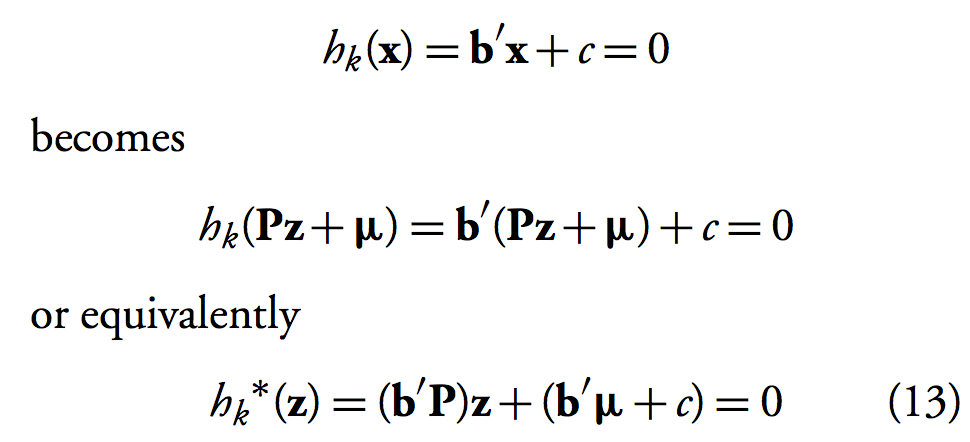 hₖ(𝐱) = 𝐛′𝐱 + c = 0
becomes
hₖ(𝐏𝐳 + 𝛍) = 𝐛′(𝐏𝐳 + 𝛍) + c = 0
or equivalently
hₖ*(𝐳) = (𝐛′𝐏)𝐳 + (𝐛′𝛍 + c) = 0 (13)